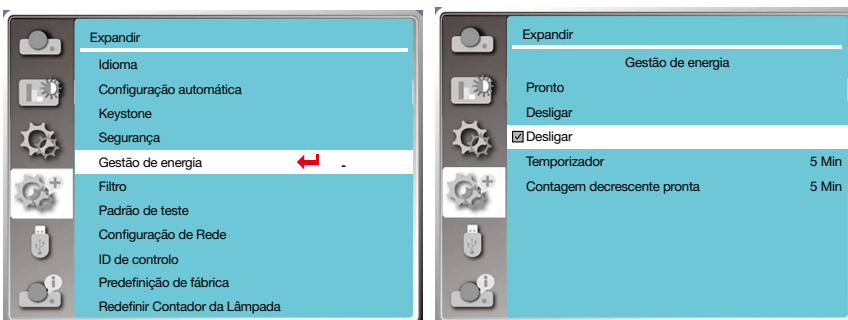 Expandir
Idioma
Configuração automática
Keystone
Segurança
Gestão de energia
Filtro
Padrão de teste
Configuração de Rede
ID de controlo
Predefinição de fábrica
Redefinir Contador da Lâmpada
Expandir
Gestão de energia
Pronto
Desligar
Desligar
Temporizador 5 Min
Contagem decrescente pronta 5 Min